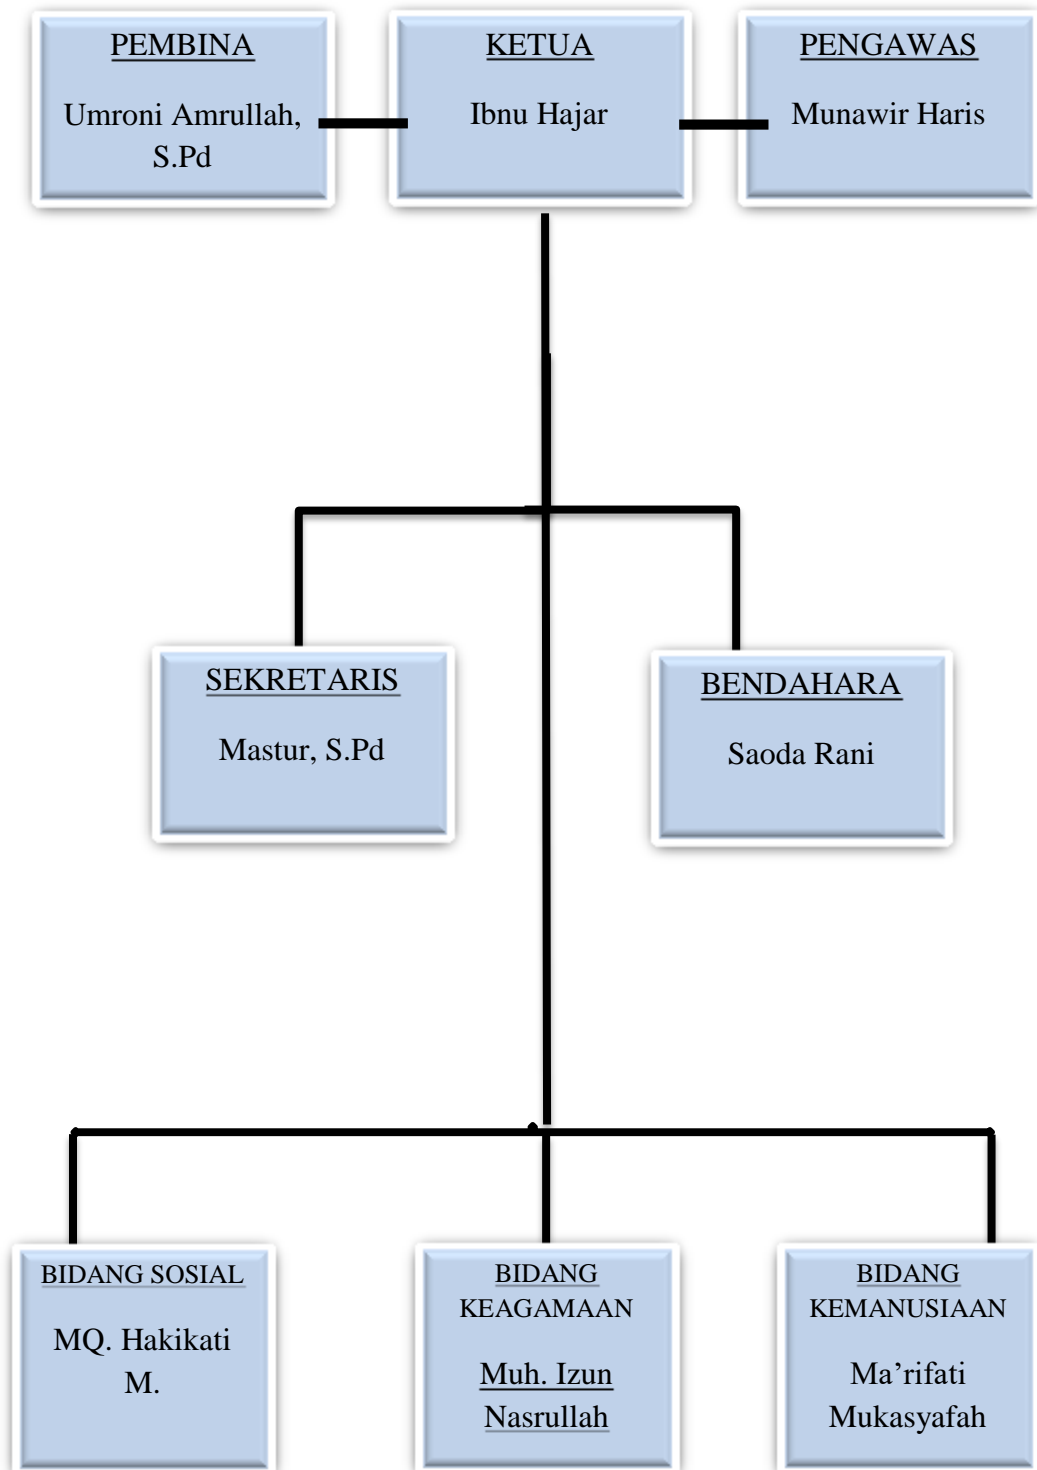 PEMBINA
Umroni Amrullah,
S.Pd
KETUA
Ibnu Hajar
PENGAWAS
Munawir Haris
SEKRETARIS
Mastur, S.Pd
BENDAHARA
Saoda Rani
BIDANG SOSIAL
MQ. Hakikati
M.
BIDANG
KEAGAMAAN
Muh. Izun
Nasrullah
BIDANG
KEMANUSIAAN
Ma’rifati
Mukasyafah